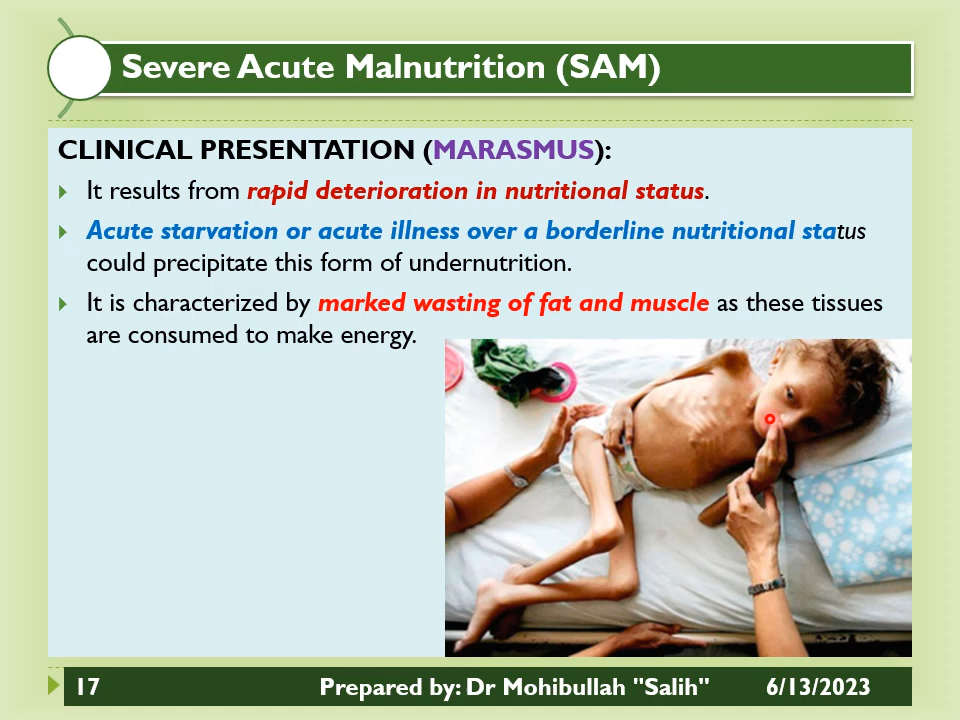 Severe Acute Malnutrition (SAM)
CLINICAL PRESENTATION (MARASMUS):
It results from rapid deterioration in nutritional status.
Acute starvation or acute illness over a borderline nutritional status
could precipitate this form of undernutrition.
It is characterized by marked wasting of fat and muscle as these tissues
are consumed to make energy.
17 Prepared by: Dr Mohibullah "Salih" 6/13/2023